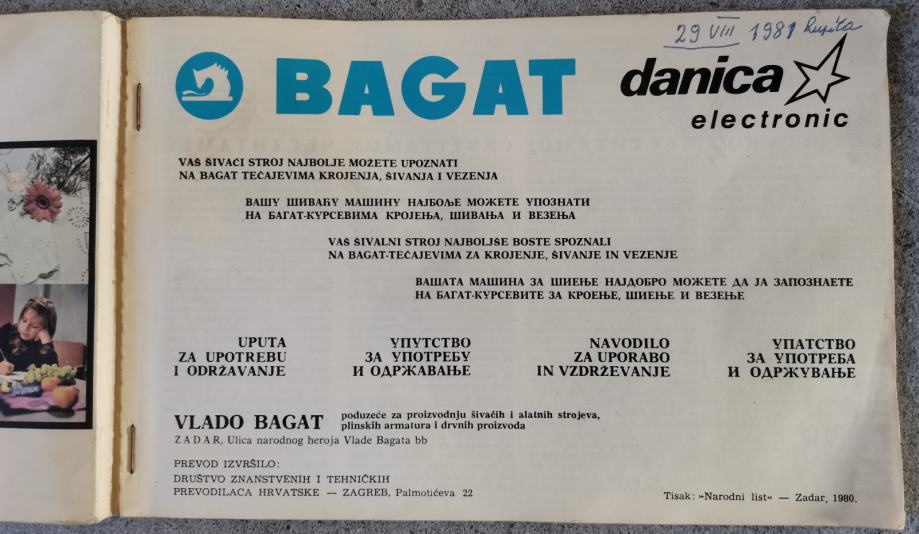 29 VIII 1981 kupila
BAGAT
danica
electronic
VAŠ ŠIVAĆI STROJ NAJBOLJE MOŽETE UPOZNATI
NA BAGAT TEČAJEVIMA KROJENJA, ŠIVANJA I VEZENJA
ВАШУ ШИВАЋУ МАШИНУ НАЈБОЉЕ МОЖЕТЕ УПОЗНАТИ
НА БАГАТ-КУРСЕВИМА КРОЈЕЊА, ШИВАЊА И ВЕЗЕЊА
VAŠ ŠIVALNI STROJ NAJBOLJŠE BOSTE SPOZNALI
NA BAGAT-TEČAJEVIMA ZA KROJENJE, ŠIVANJE IN VEZENJE
ВАШАТА МАШИНА ЗА ШИЕЊЕ НАЈДОБРО МОЖЕТЕ ДА ЈА ЗАПОЗНАЕТЕ
НА БАГАТ-КУРСЕВИТЕ ЗА КРОЕЊЕ, ШИЕЊЕ И ВЕЗЕЊЕ
UPUTA
ZA UPOTREBU
I ODRŽAVANJE
УПУТСТВО
ЗА УПОТРЕБУ
И ОДРЖАВАЊЕ
NAVODILO
ZA UPORABO
IN VZDRŽEVANJE
УПАТСТВО
ЗА УПОТРЕБА
И ОДРЖУВАЊЕ
VLADO BAGAT poduzeće za proizvodnju šivaćih i alatnih strojeva,
plinskih armatura i drvnih proizvoda
ZADAR, Ulica narodnog heroja Vlade Bagata bb
PREVOD IZVRŠILO:
DRUŠTVO ZNANSTVENIH I TEHNIČKIH
PREVODILACA HRVATSKE — ZAGREB, Palmotićeva 22
Tisak: »Narodni list« — Zadar, 1980.